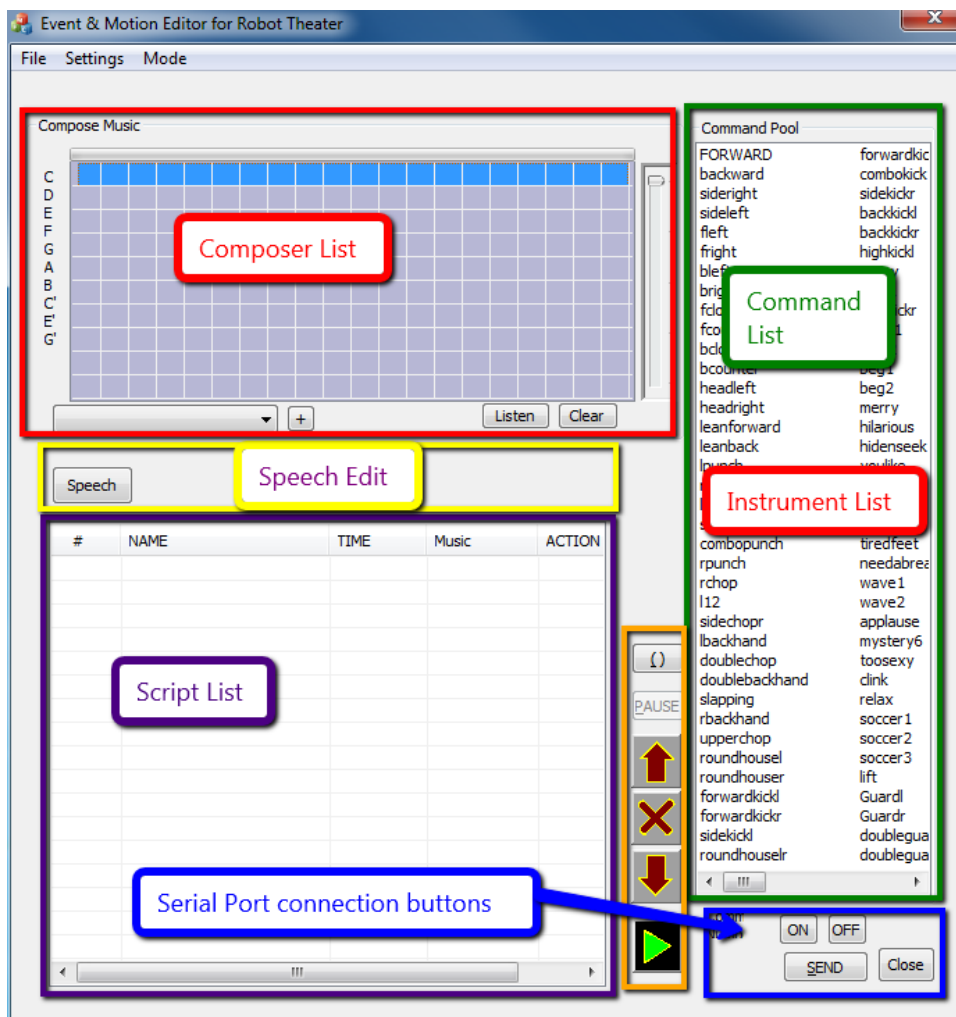 Event & Motion Editor for Robot Theater
File Settings Mode
Compose Music
C
D
E
F
G
A
B
C'
E'
G'
Composer List
+
Listen Clear
Speech
Speech Edit
# NAME TIME Music ACTION
Script List
Serial Port connection buttons
()
PAUSE
Command Pool
FORWARD forwardkic
backward combokick
sideright sidekickr
sideleft backkickl
fleft backkickr
fright highkickl
Command
List
beg1
headleft beg2
headright merry
leanforward hilarious
leanback hidenseek
Instrument List
combopunch tiredfeet
rpunch needabrea
rchop wave1
l12 wave2
sidechopr applause
lbackhand mystery6
doublechop toosexy
doublebackhand clink
slapping relax
rbackhand soccer1
upperchop soccer2
roundhousel soccer3
roundhouser lift
forwardkickl Guardl
forwardkickr Guardr
sidekickl doublegua
roundhouselr doublegua
ON OFF
SEND Close